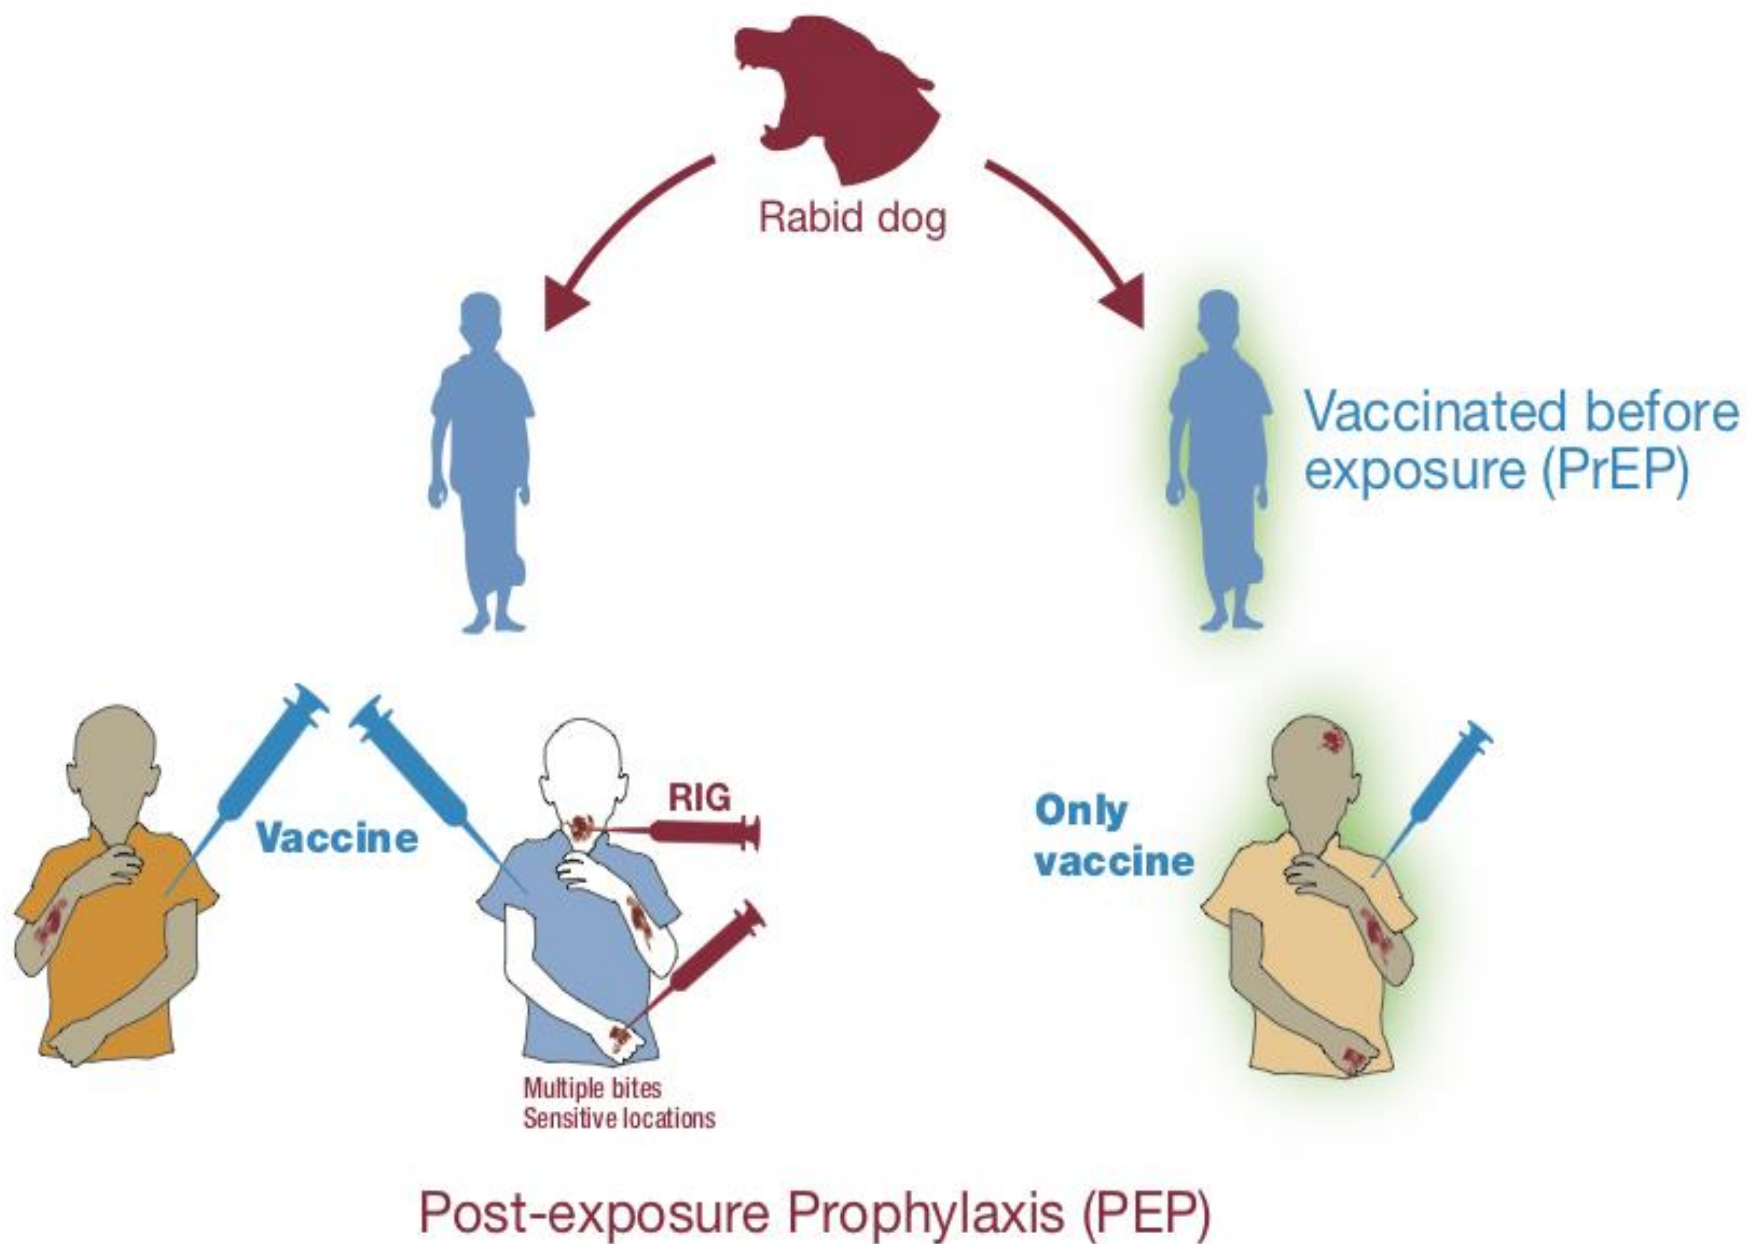 Rabid dog
Vaccinated before
exposure (PrEP)
Vaccine
RIG
Only
vaccine
Multiple bites
Sensitive locations
Post-exposure Prophylaxis (PEP)